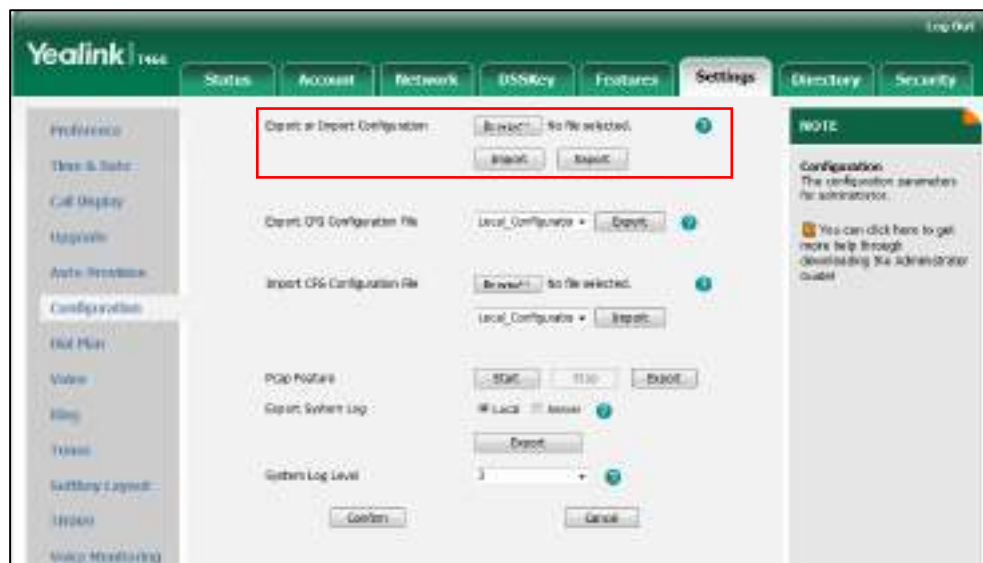 Log Out
Yealink T46G
Status Account Network DSSKey Features Settings Directory Security
Preference
Time & Date
Call Display
Upgrade
Auto Provision
Configuration
Dial Plan
Video
Ring
Tones
Softkey Layout
TR069
Voice Monitoring
Export or Import Configuration Browse... No file selected.
Import Export
Export CFG Configuration File Local_Configuration Export
Import CFG Configuration File Browse... No file selected.
Local_Configuration Import
Pcap Feature Start Stop Export
Export System Log Local Server
Export
System Log Level 3
Confirm Cancel
NOTE
Configuration
The configuration parameters
for administrator.
You can click here to get
more help through
downloading the Administrator
Guide!